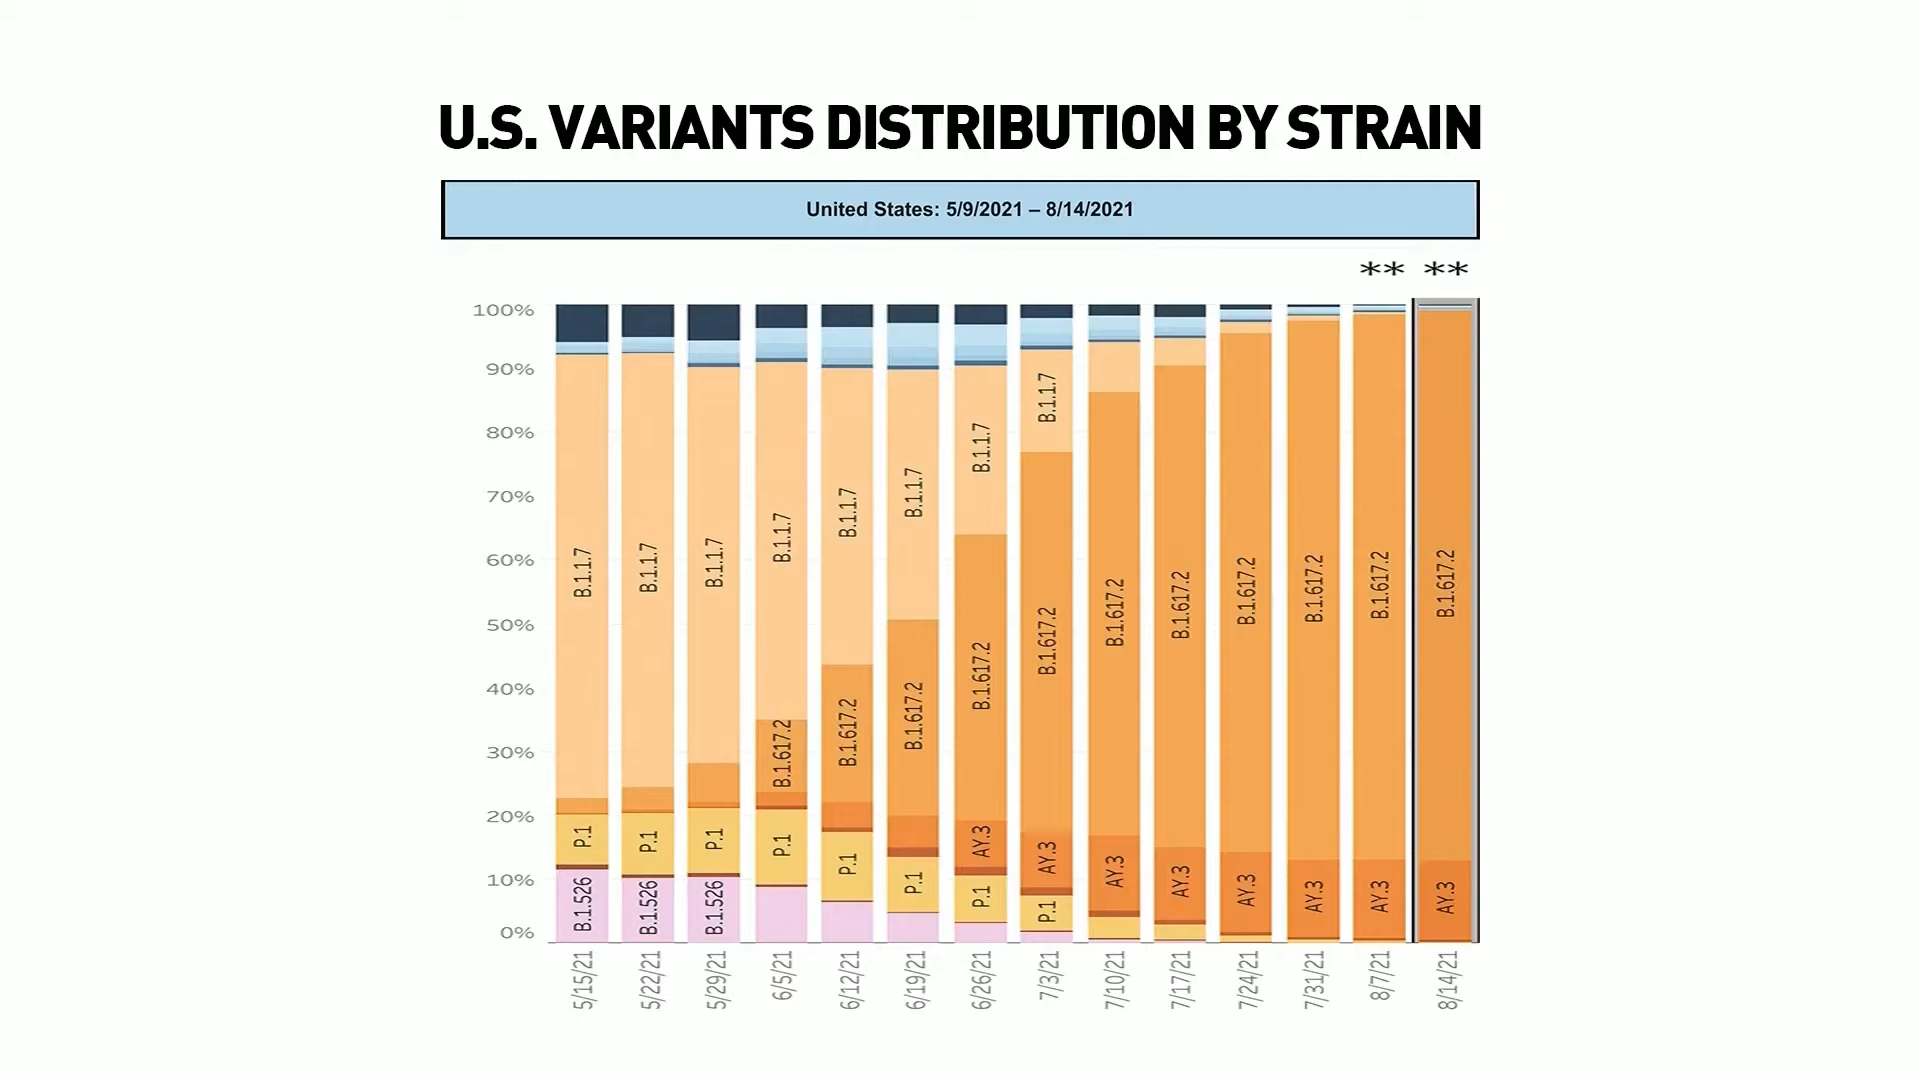 U.S. VARIANTS DISTRIBUTION BY STRAIN
United States: 5/9/2021 – 8/14/2021
** **
100%
90%
80%
70%
60%
50%
40%
30%
20%
10%
0%
B.1.1.7
P.1
B.1.526
B.1.1.7
P.1
B.1.526
B.1.1.7
P.1
B.1.526
B.1.1.7
B.1.617.2
P.1
B.1.1.7
B.1.617.2
P.1
B.1.1.7
B.1.617.2
P.1
B.1.1.7
B.1.617.2
AY.3
P.1
B.1.1.7
B.1.617.2
AY.3
P.1
B.1.617.2
AY.3
B.1.617.2
AY.3
B.1.617.2
AY.3
B.1.617.2
AY.3
B.1.617.2
AY.3
B.1.617.2
AY.3
5/15/21
5/22/21
5/29/21
6/5/21
6/12/21
6/19/21
6/26/21
7/3/21
7/10/21
7/17/21
7/24/21
7/31/21
8/7/21
8/14/21